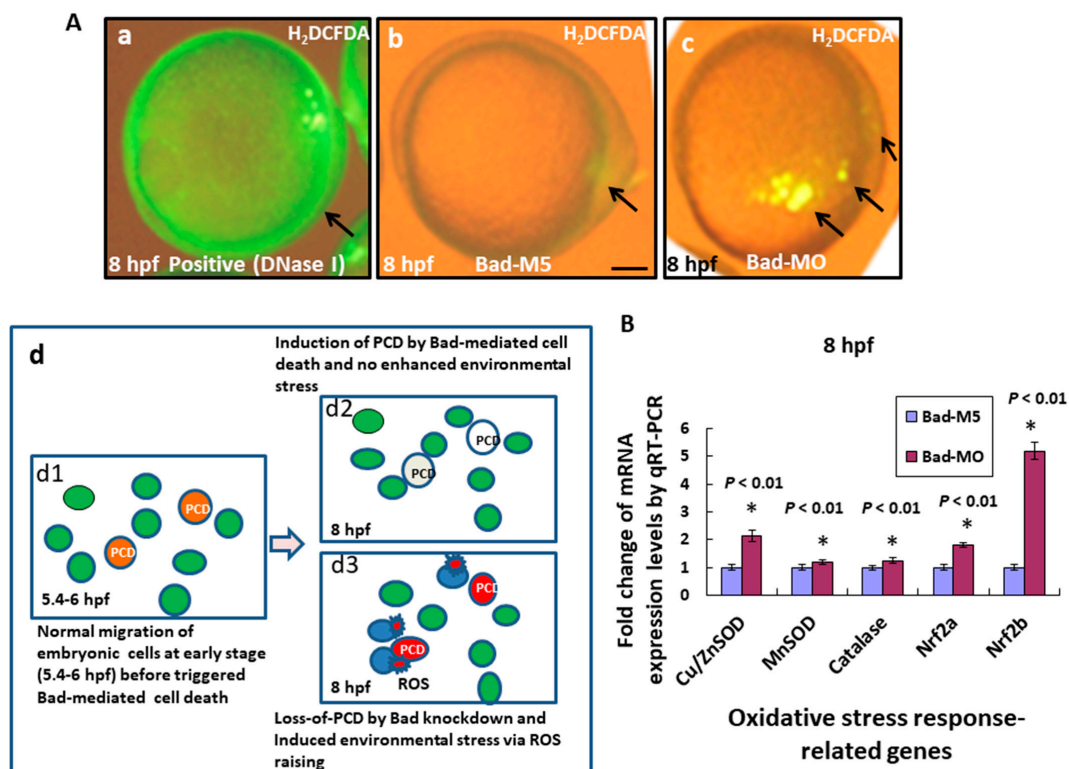 A
a
H₂DCFDA
8 hpf Positive (DNase I)
b
H₂DCFDA
8 hpf Bad-M5
c
H₂DCFDA
8 hpf Bad-MO
d
d1
PCD
PCD
5.4-6 hpf
Normal migration of
embryonic cells at early stage
(5.4-6 hpf) before triggered
Bad-mediated cell death
Induction of PCD by Bad-mediated cell
death and no enhanced environmental
stress
d2
PCD
PCD
8 hpf
d3
PCD
PCD
ROS
8 hpf
Loss-of-PCD by Bad knockdown and
Induced environmental stress via ROS
raising
B
8 hpf
Fold change of mRNA
expression levels by qRT-PCR
6
5
4
3
2
1
0
Bad-M5
Bad-MO
P < 0.01
*
P < 0.01
*
P < 0.01
*
P < 0.01
*
P < 0.01
*
Cu/ZnSOD
MnSOD
Catalase
Nrf2a
Nrf2b
Oxidative stress response-
related genes